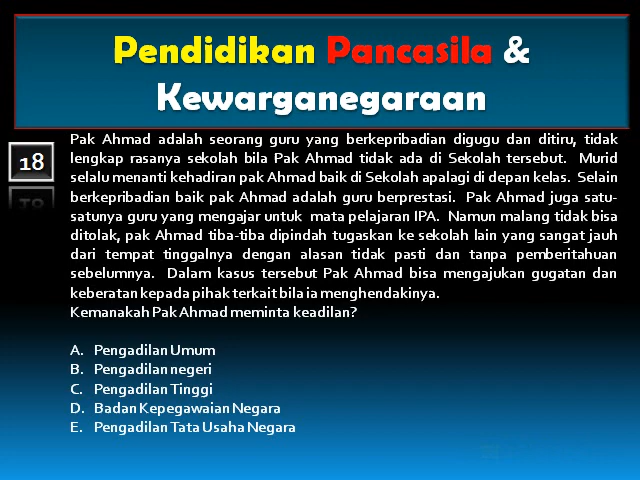 Pendidikan Pancasila &
Kewarganegaraan
18
Pak Ahmad adalah seorang guru yang berkepribadian digugu dan ditiru, tidak
lengkap rasanya sekolah bila Pak Ahmad tidak ada di Sekolah tersebut. Murid
selalu menanti kehadiran pak Ahmad baik di Sekolah apalagi di depan kelas. Selain
berkepribadian baik pak Ahmad adalah guru berprestasi. Pak Ahmad juga satu-
satunya guru yang mengajar untuk mata pelajaran IPA. Namun malang tidak bisa
ditolak, pak Ahmad tiba-tiba dipindah tugaskan ke sekolah lain yang sangat jauh
dari tempat tinggalnya dengan alasan tidak pasti dan tanpa pemberitahuan
sebelumnya. Dalam kasus tersebut Pak Ahmad bisa mengajukan gugatan dan
keberatan kepada pihak terkait bila ia menghendakinya.
Kemanakah Pak Ahmad meminta keadilan?
A. Pengadilan Umum
B. Pengadilan negeri
C. Pengadilan Tinggi
D. Badan Kepegawaian Negara
E. Pengadilan Tata Usaha Negara